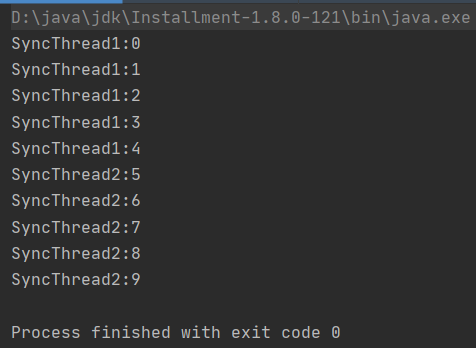 D:\java\jdk\Installment-1.8.0-121\bin\java.exe
SyncThread1:0
SyncThread1:1
SyncThread1:2
SyncThread1:3
SyncThread1:4
SyncThread2:5
SyncThread2:6
SyncThread2:7
SyncThread2:8
SyncThread2:9
Process finished with exit code 0